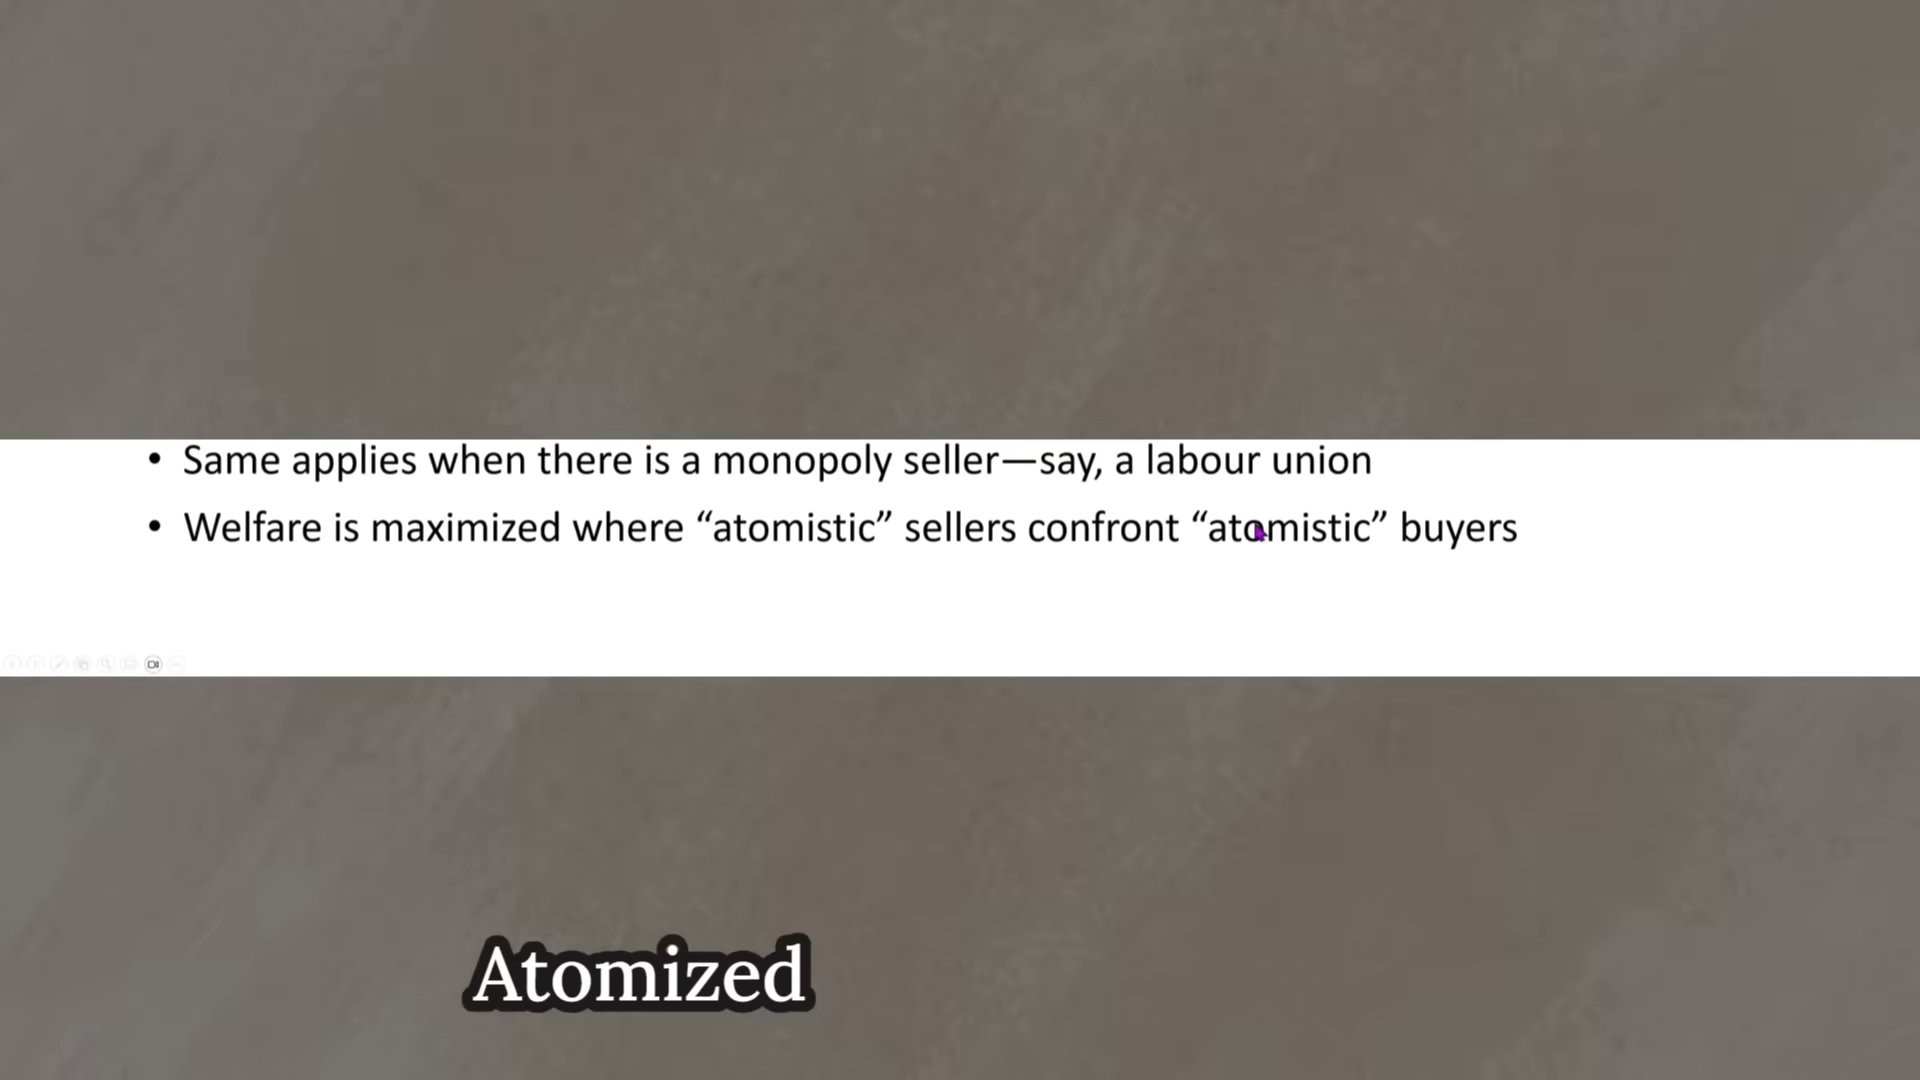 • Same applies when there is a monopoly seller—say, a labour union
• Welfare is maximized where “atomistic” sellers confront “atomistic” buyers
Atomized